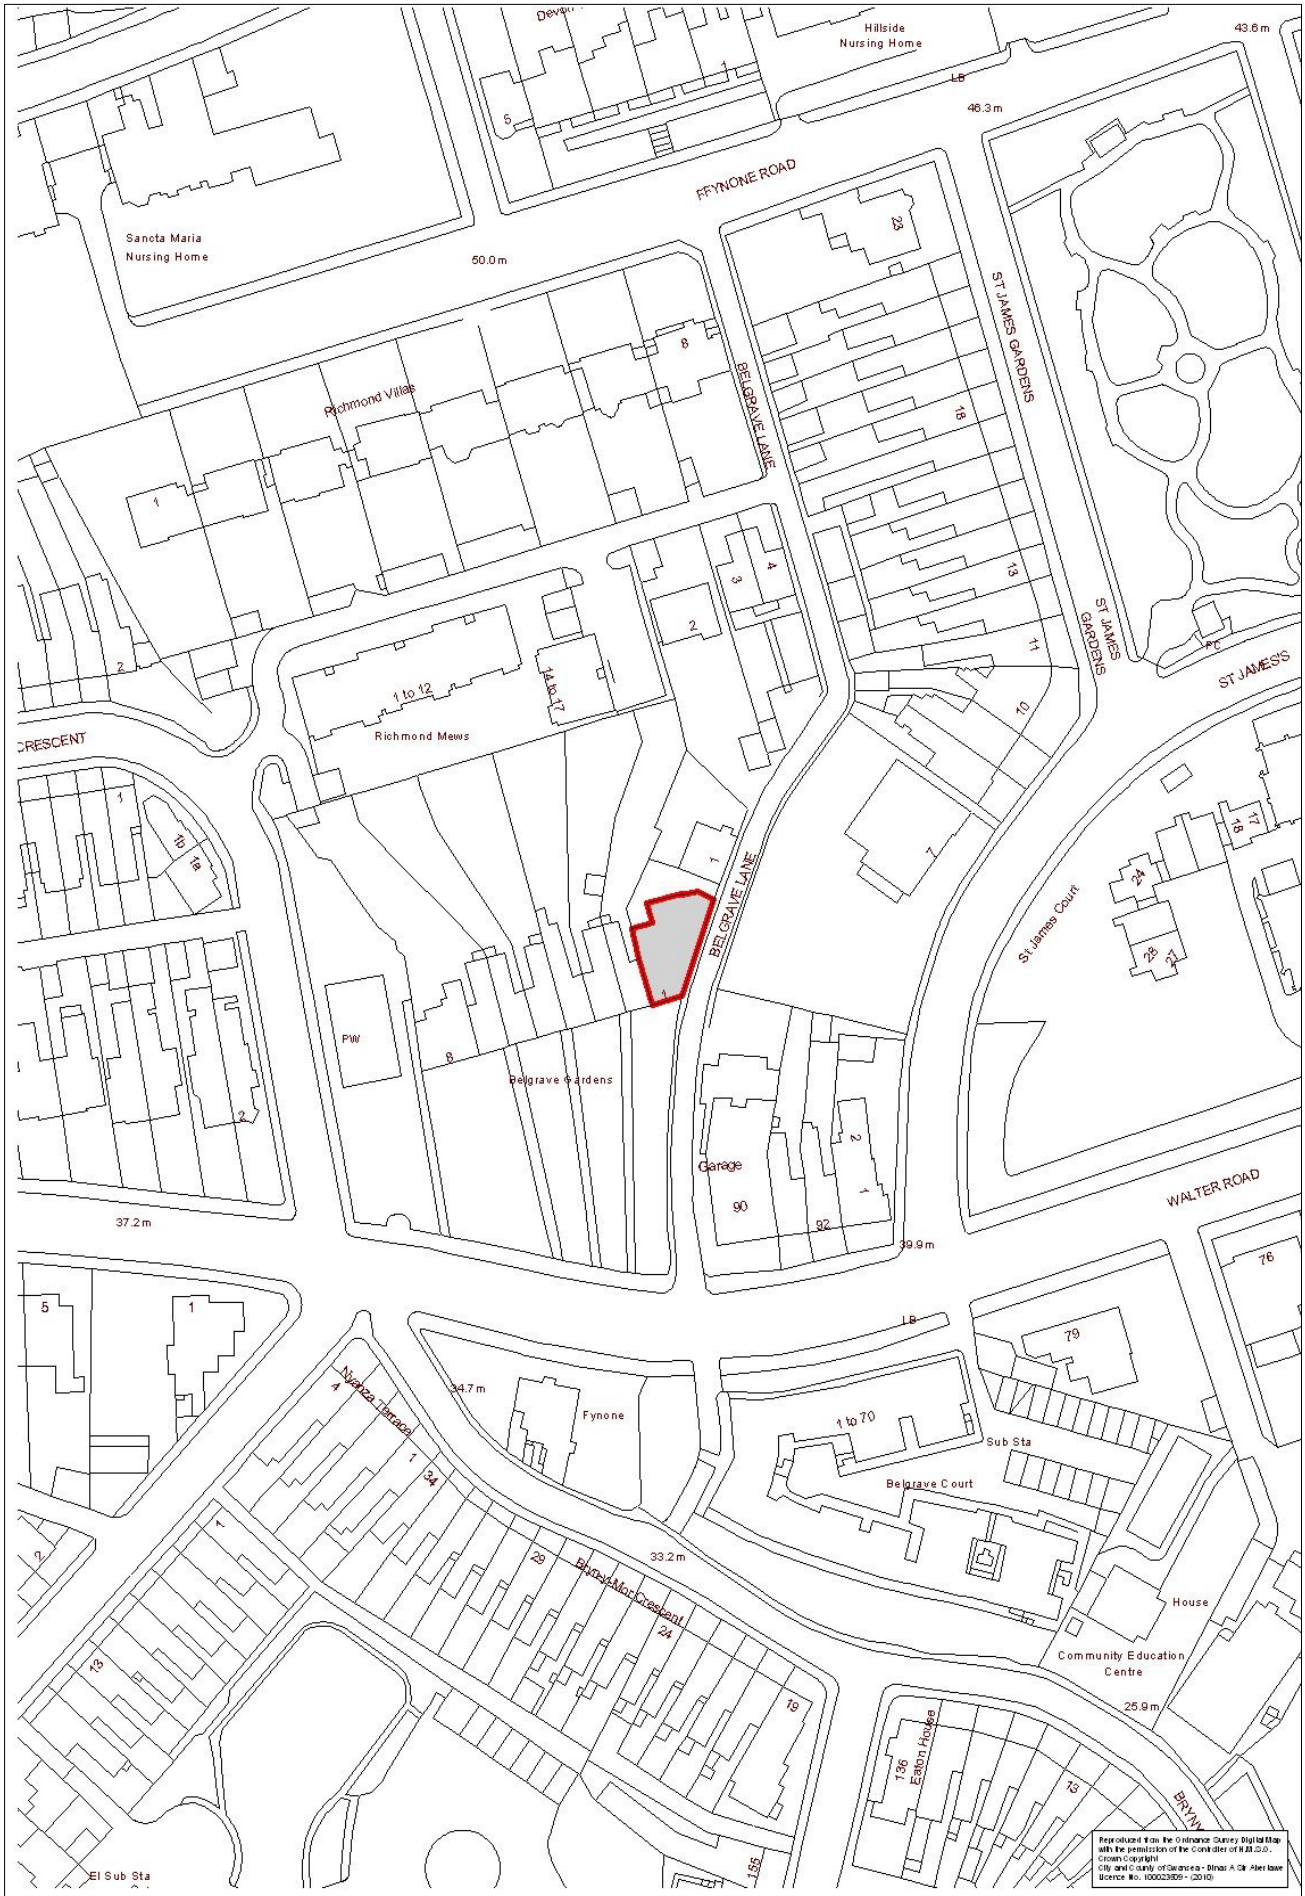 Hillside
Nursing Home
43.6m
LB
46.3m
1
5
FFYNONE ROAD
23
Sancta Maria
Nursing Home
50.0m
ST JAMES GARDENS
8
BELGRAVE LANE
Richmond Villas
18
1
13
4
3
2
ST JAMES
GARDENS
11
PC
ST JAMES'S
2
1 to 12
14 to 17
10
CRESCENT
Richmond Mews
1
1b
1a
1
7
17
18
24
BELGRAVE LANE
St James Court
28
27
1
PW
8
Belgrave Gardens
2
2
1
Garage
90
92
WALTER ROAD
37.2m
39.9m
76
5
1
LB
79
Nyanza Terrace
4
34.7m
Fynone
1 to 70
Sub Sta
1
34
Belgrave Court
1
2
29
33.2m
Bryn-y-Mor Crescent
24
House
Community Education
Centre
13
19
25.9m
136
Eaton House
13
BRYNY
155
El Sub Sta
Reproduced from the Ordnance Survey Digital Map
with the permission of the Controller of H.M.S.O.
Crown Copyright
City and County of Swansea - Dinas A Sir Abertawe
Licence No. 100023509 - (2010)